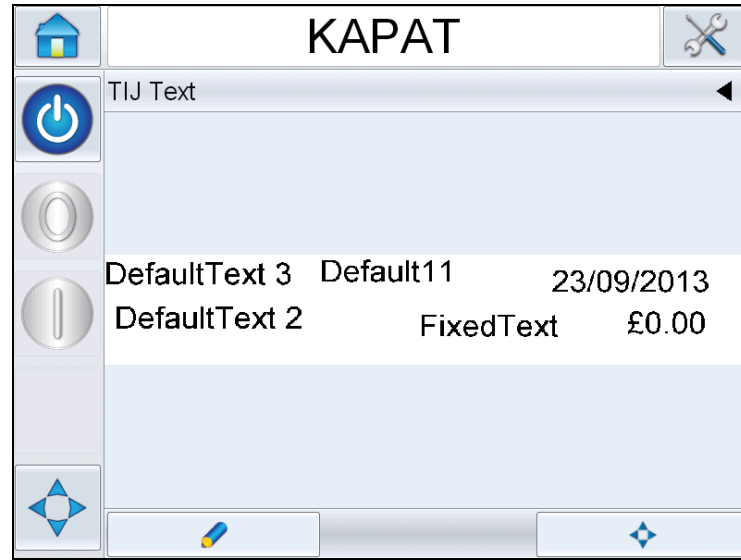 KAPAT
TIJ Text
DefaultText 3 Default11 23/09/2013
DefaultText 2 FixedText £0.00